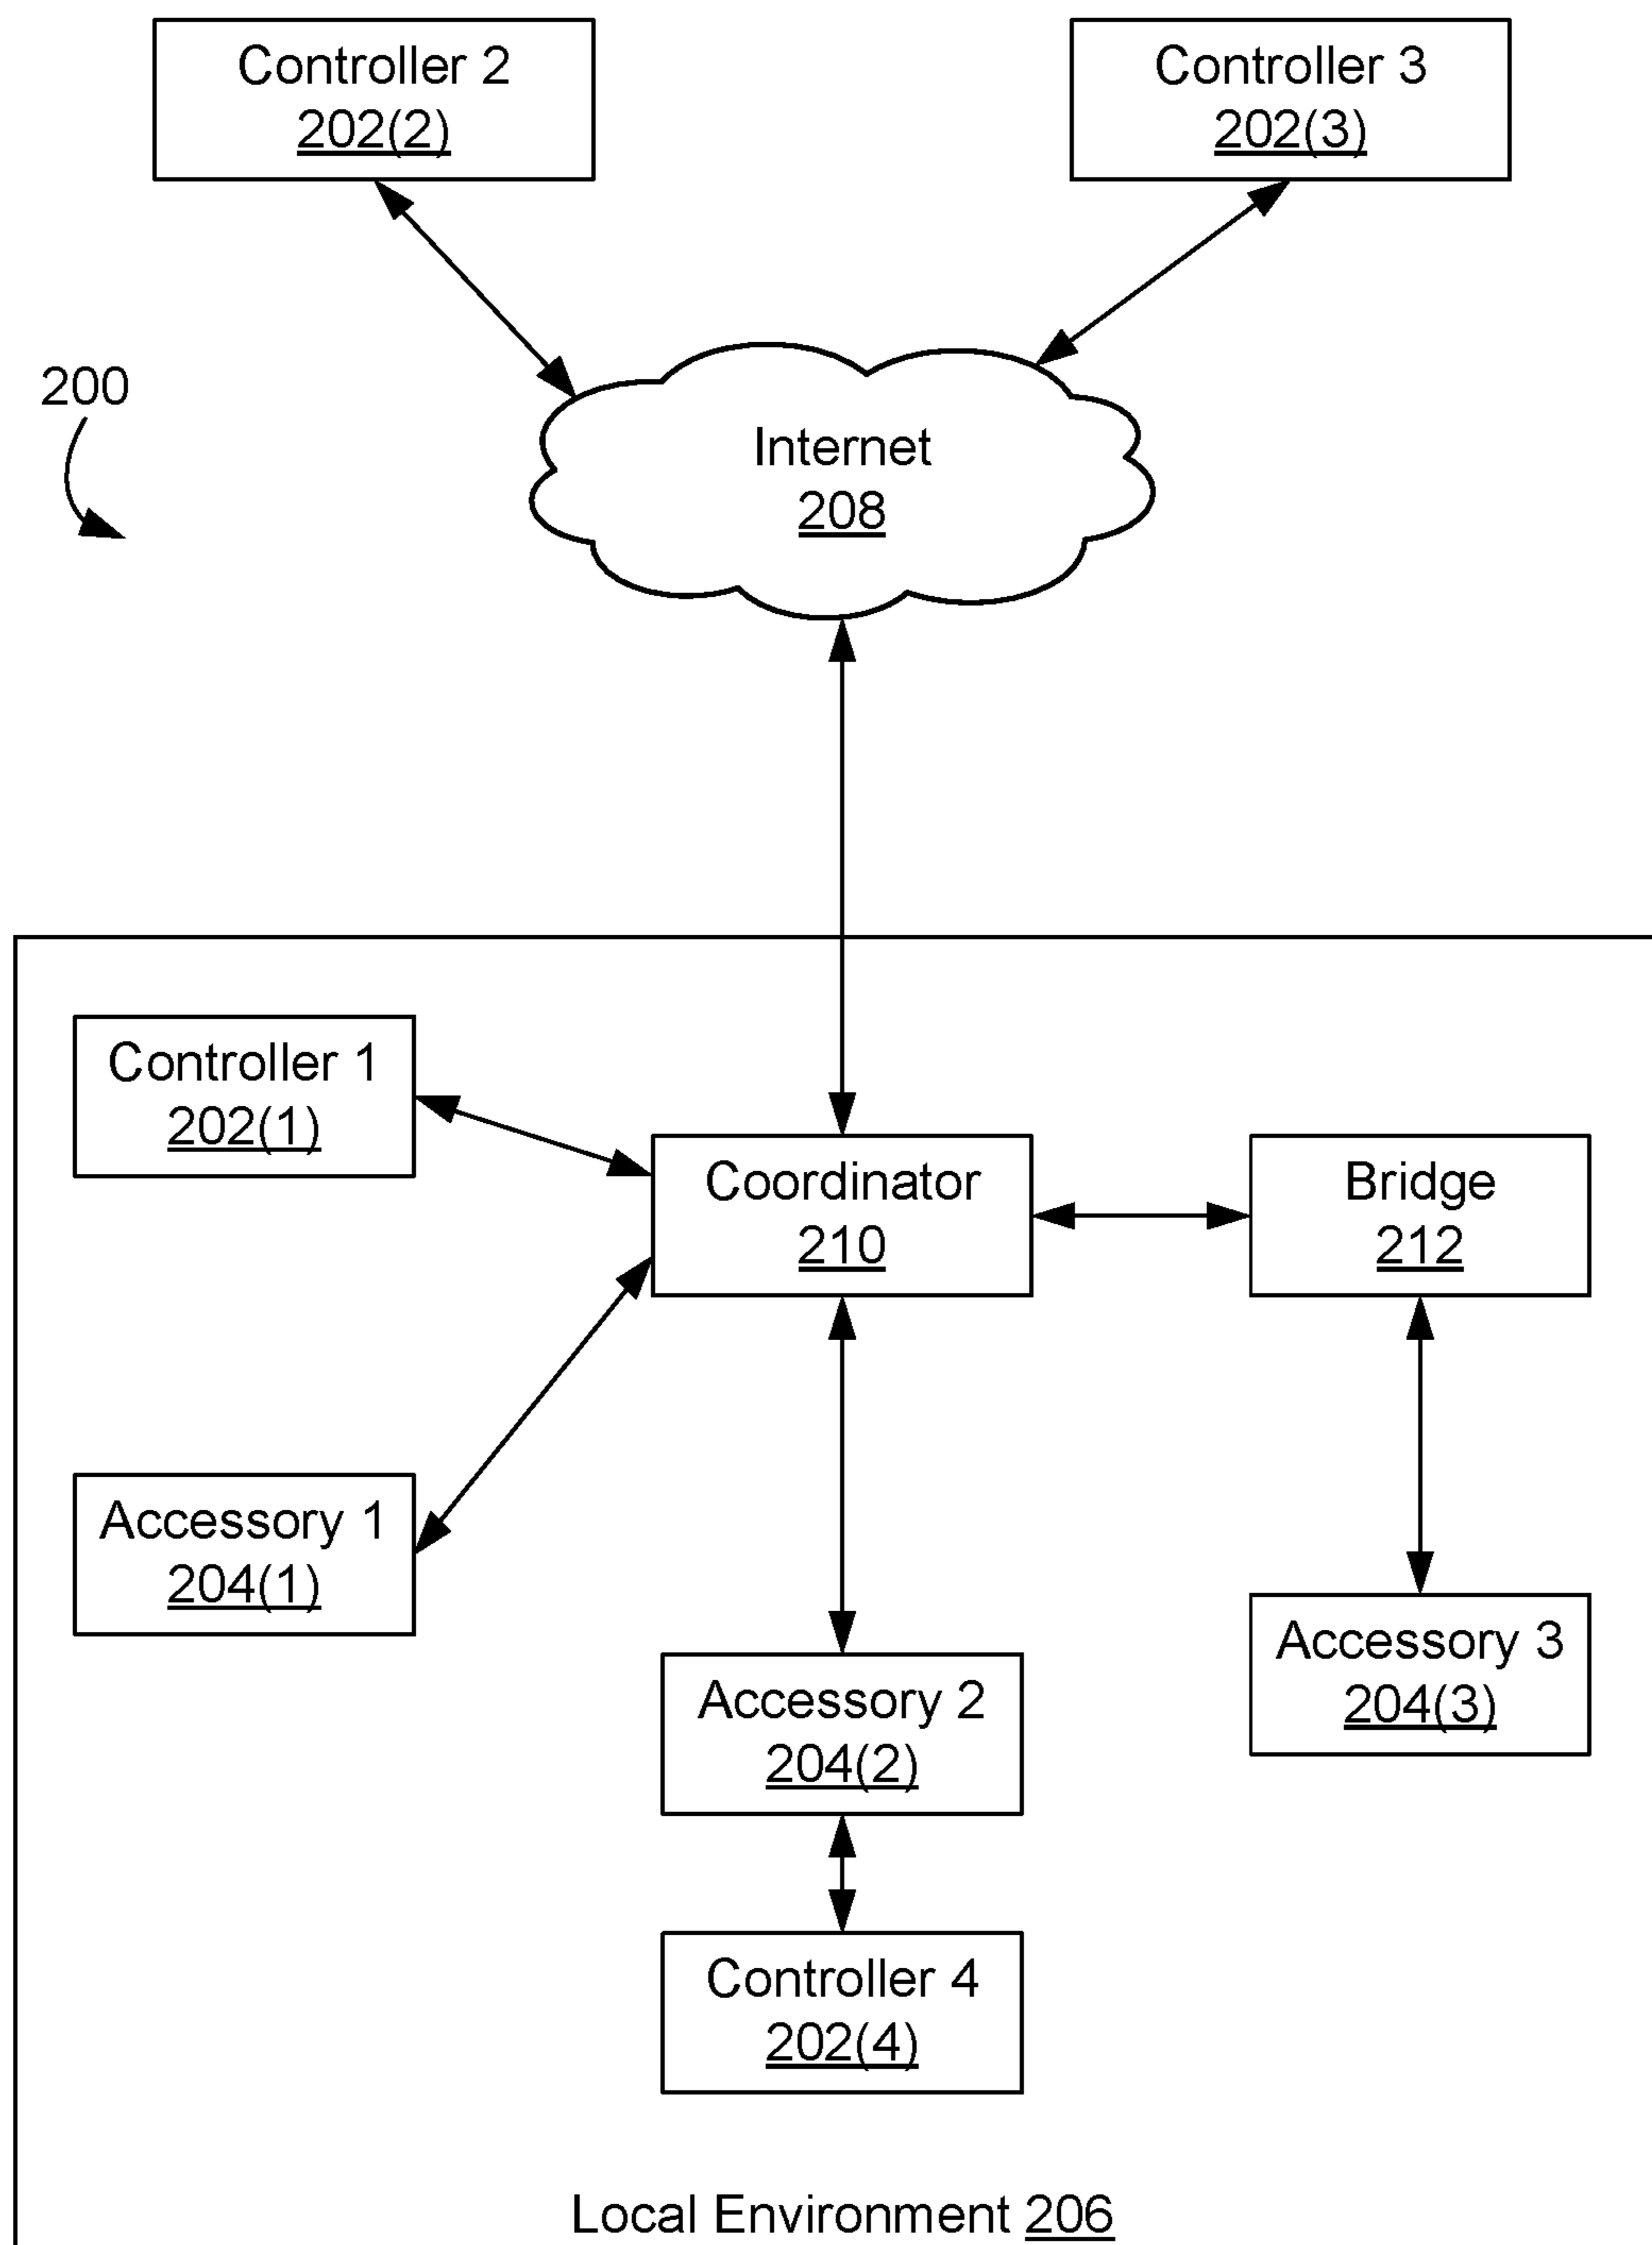 Controller 2
202(2)
Controller 3
202(3)
200
Internet
208
Controller 1
202(1)
Coordinator
210
Bridge
212
Accessory 1
204(1)
Accessory 2
204(2)
Accessory 3
204(3)
Controller 4
202(4)
Local Environment 206